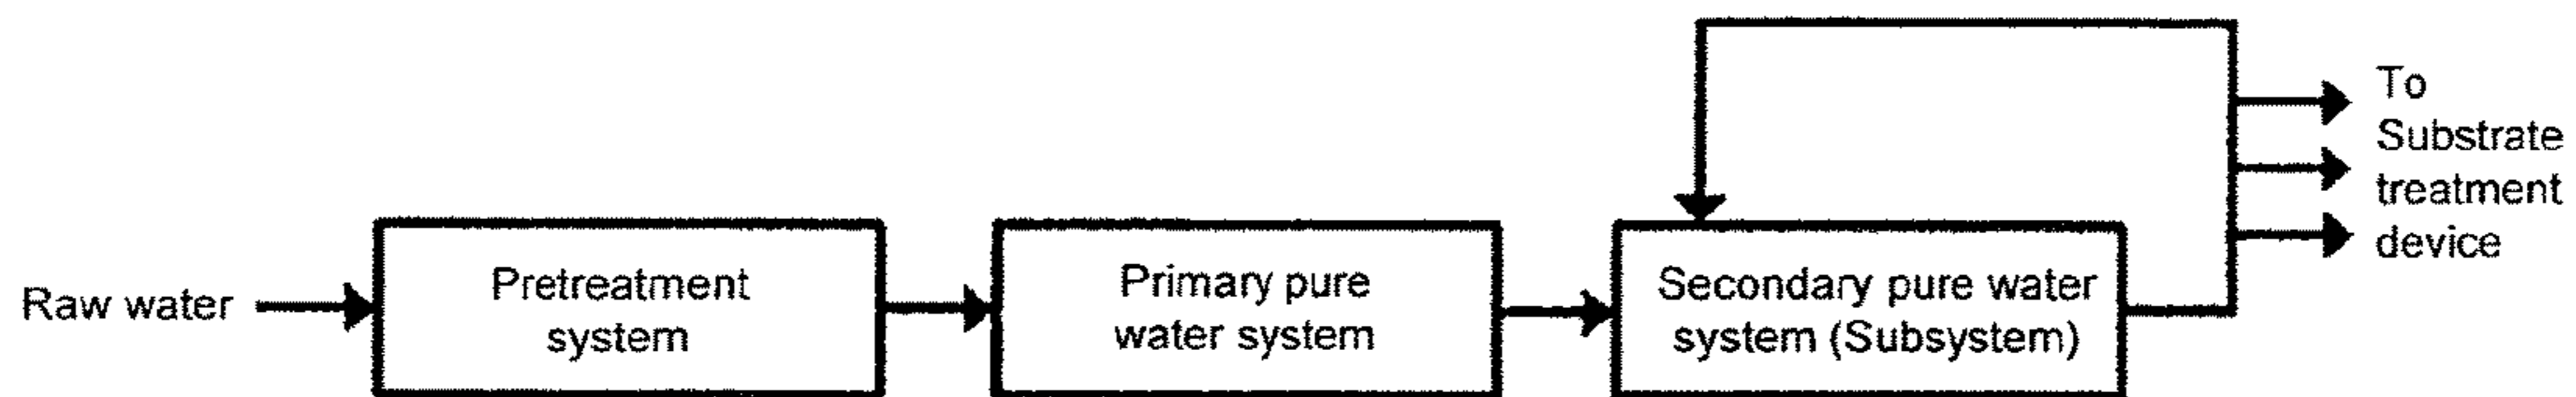 Raw water
Pretreatment
system
Primary pure
water system
Secondary pure water
system (Subsystem)
To
Substrate
treatment
device